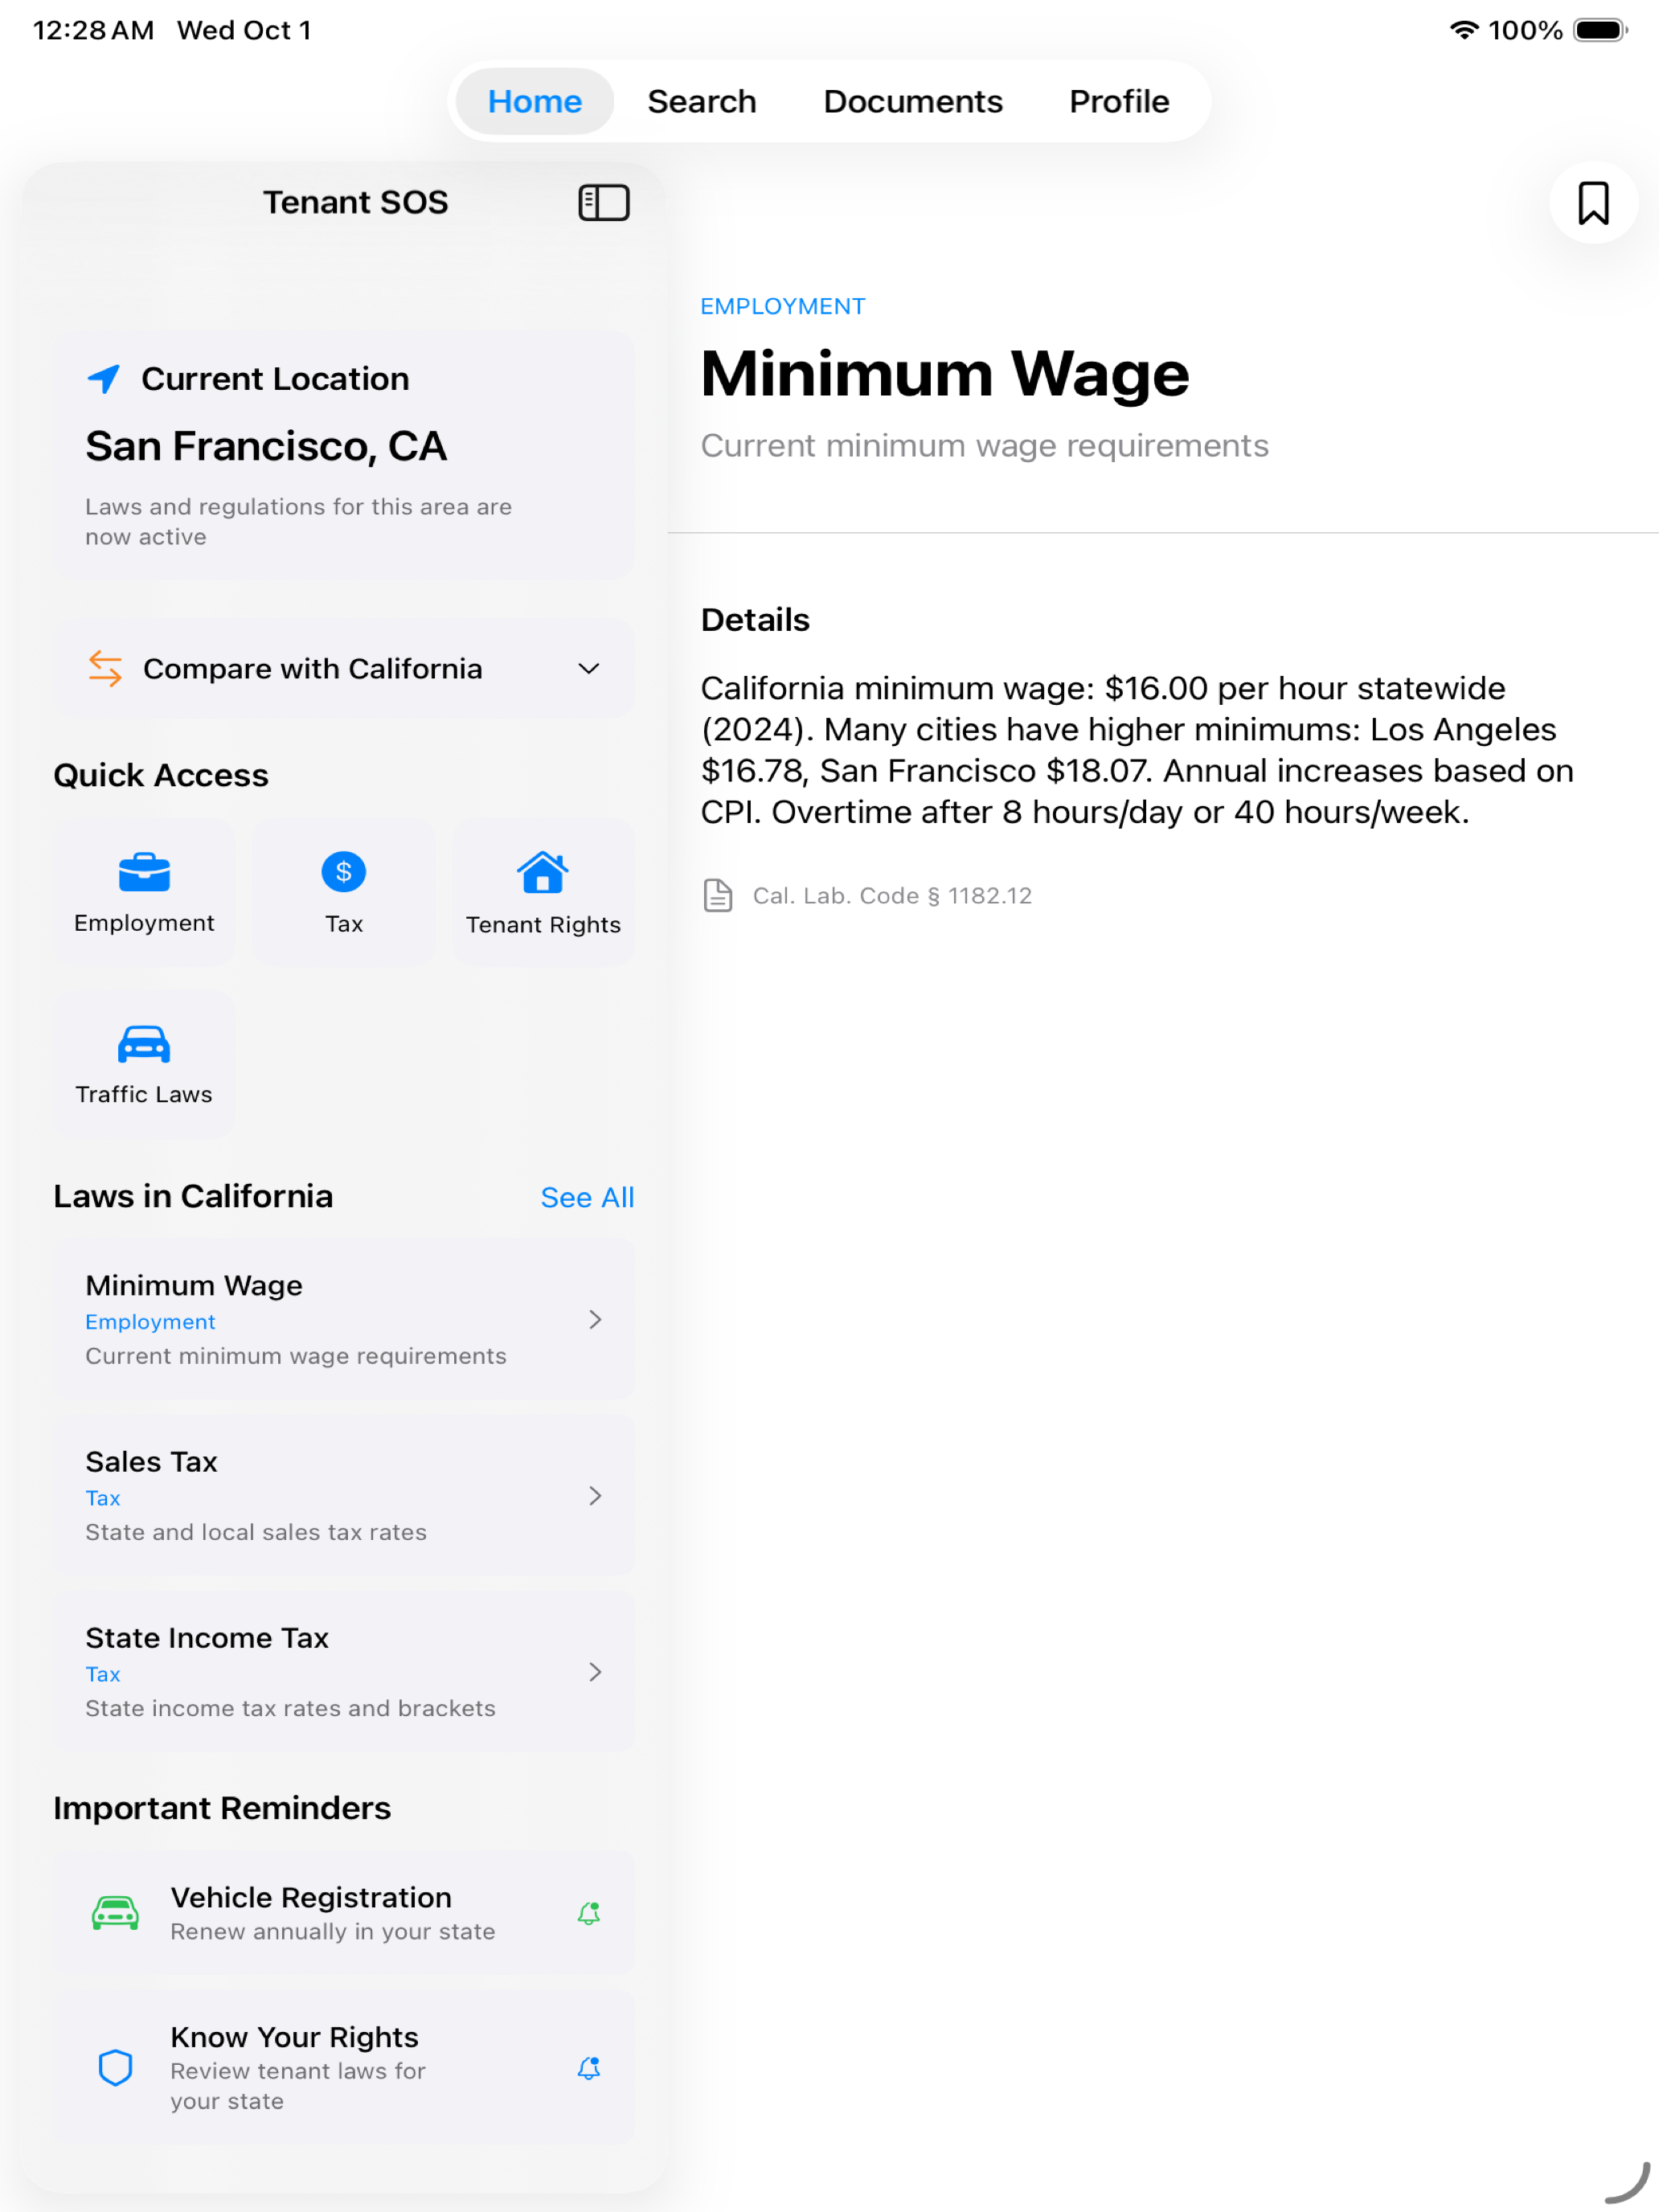 12:28 AM Wed Oct 1
100%
Home Search Documents Profile
Tenant SOS
Current Location
San Francisco, CA
Laws and regulations for this area are
now active
Compare with California
Quick Access
Employment
Tax
Tenant Rights
Traffic Laws
Laws in California
See All
Minimum Wage
Employment
Current minimum wage requirements
Sales Tax
Tax
State and local sales tax rates
State Income Tax
Tax
State income tax rates and brackets
Important Reminders
Vehicle Registration
Renew annually in your state
Know Your Rights
Review tenant laws for
your state
EMPLOYMENT
Minimum Wage
Current minimum wage requirements
Details
California minimum wage: $16.00 per hour statewide
(2024). Many cities have higher minimums: Los Angeles
$16.78, San Francisco $18.07. Annual increases based on
CPI. Overtime after 8 hours/day or 40 hours/week.
Cal. Lab. Code § 1182.12